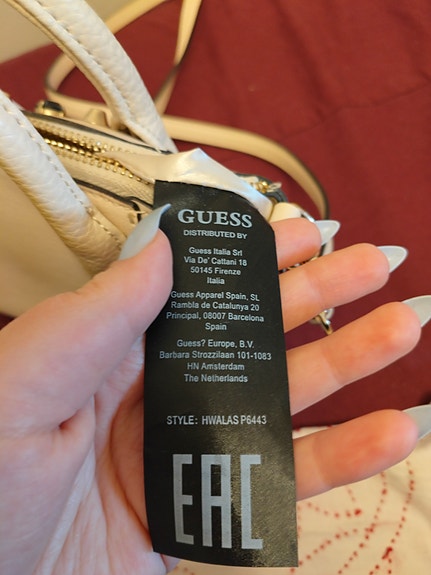 GUESS
DISTRIBUTED BY
Guess Italia Srl
Via De' Cattani 18
50145 Firenze
Italia
Guess Apparel Spain, SL
Rambla de Catalunya 20
Principal, 08007 Barcelona
Spain
Guess? Europe, B.V.
Barbara Strozzilaan 101-1083
HN Amsterdam
The Netherlands
STYLE: HWALAS P6443
EAC